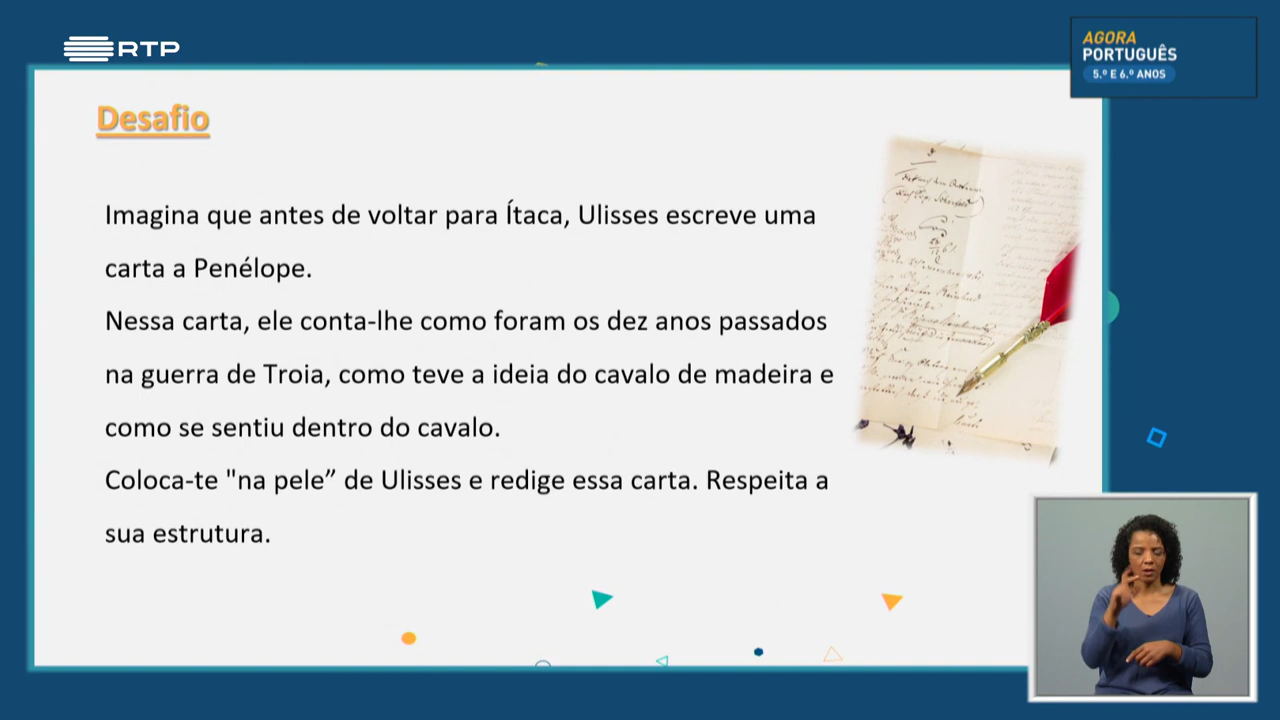 RTP
AGORA
PORTUGUÊS
5.º E 6.º ANOS
Desafio
Imagina que antes de voltar para Ítaca, Ulisses escreve uma
carta a Penélope.
Nessa carta, ele conta-lhe como foram os dez anos passados
na guerra de Troia, como teve a ideia do cavalo de madeira e
como se sentiu dentro do cavalo.
Coloca-te "na pele” de Ulisses e redige essa carta. Respeita a
sua estrutura.